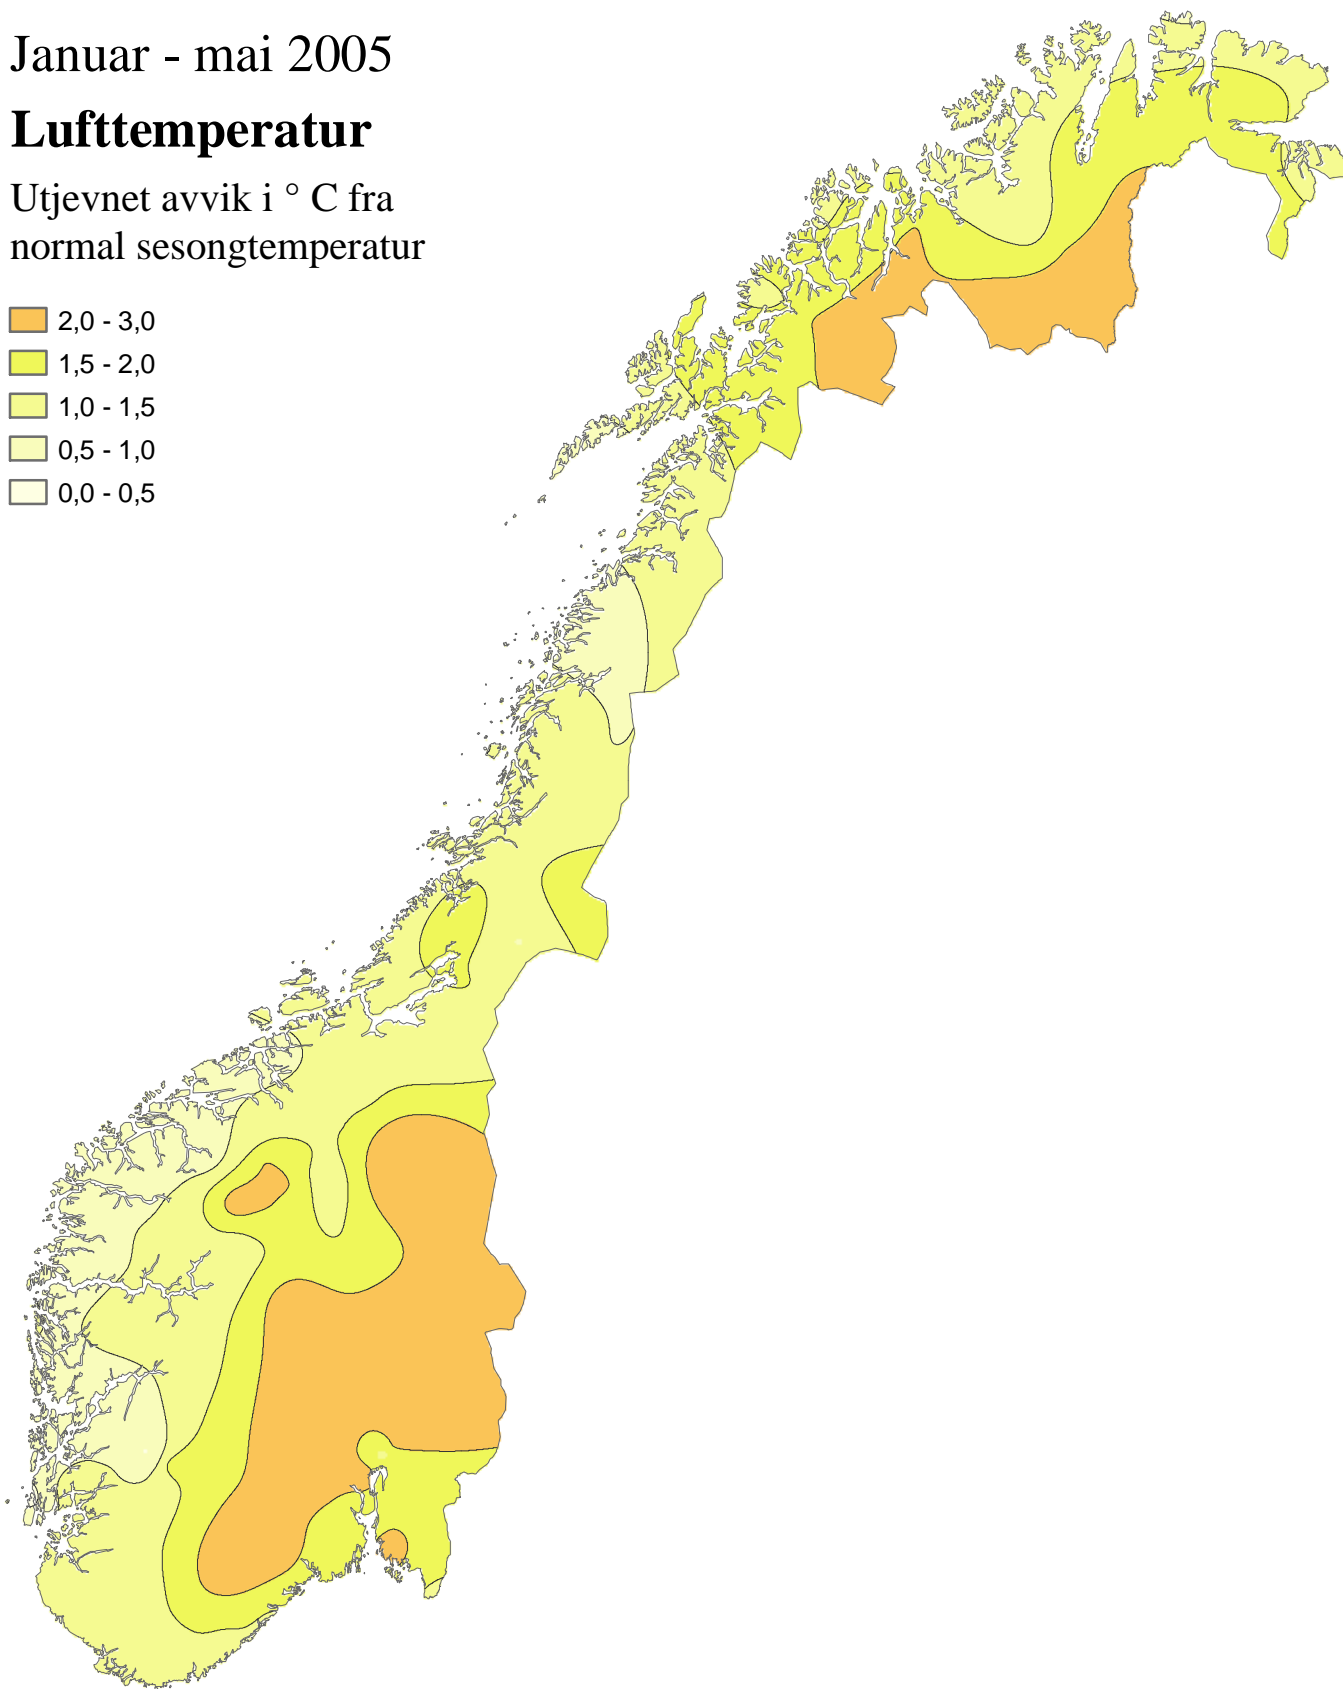 Januar - mai 2005
Lufttemperatur
Utjevnet avvik i ° C fra
normal sesongtemperatur
2,0 - 3,0
1,5 - 2,0
1,0 - 1,5
0,5 - 1,0
0,0 - 0,5